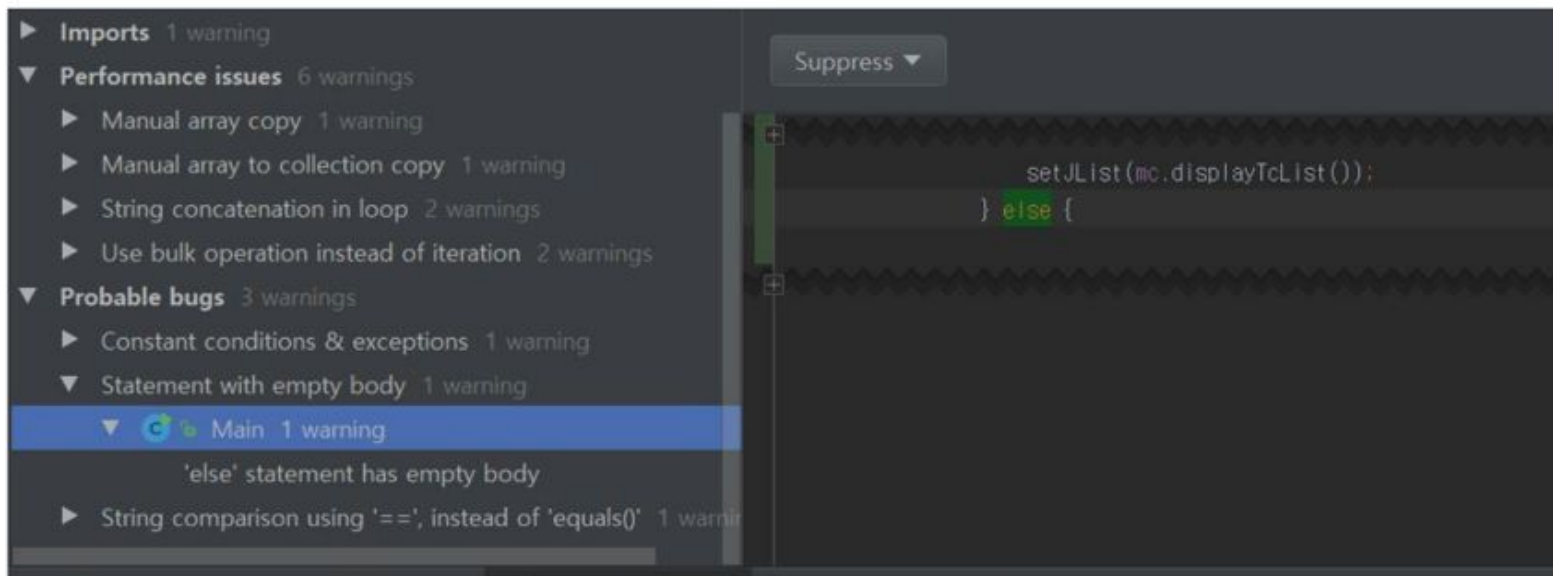 Imports 1 warning
Performance issues 6 warnings
Manual array copy 1 warning
Manual array to collection copy 1 warning
String concatenation in loop 2 warnings
Use bulk operation instead of iteration 2 warnings
Probable bugs 3 warnings
Constant conditions & exceptions 1 warning
Statement with empty body 1 warning
Main 1 warning
'else' statement has empty body
String comparison using '==', instead of 'equals()' 1
Suppress
setJList(mc.displayTcList());
} else {